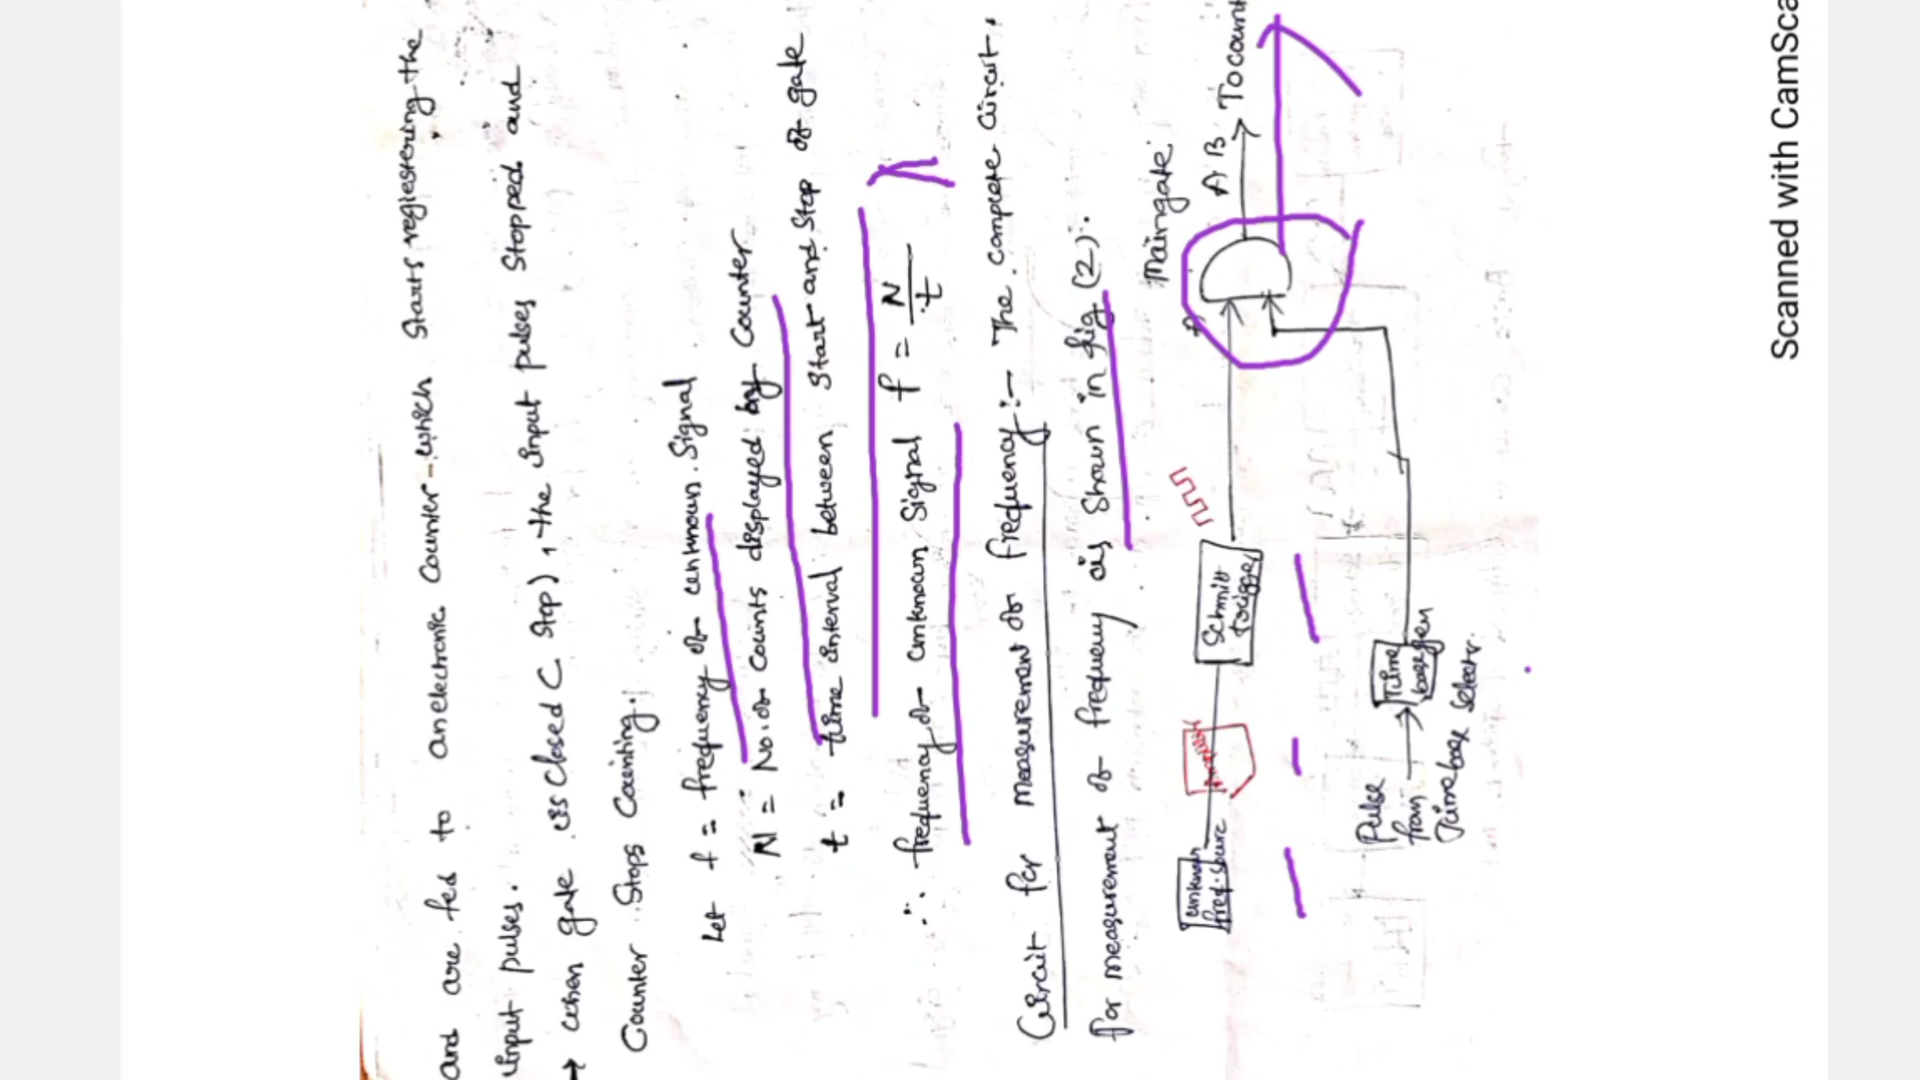 and are fed to an electronic Counter which Starts regiestering the
input pulses.
→ when gate is closed C Stop), the input pulses Stopped and
Counter Stops Counting.
Let f = frequency of unknown Signal
N = No. of Counts displayed by Counter
t = time interval between Start and Stop of gate
∴ frequency of unknown Signal f = N/t
Circuit for measurement of frequency :- The complete Circuit.
for measurement of frequency is Shown in fig (2).
Maingate
A B To count
Schmitt
trigger
Unknown
freq. source
Time
base gen
Pulse
from
Time base selector
Scanned with CamSca